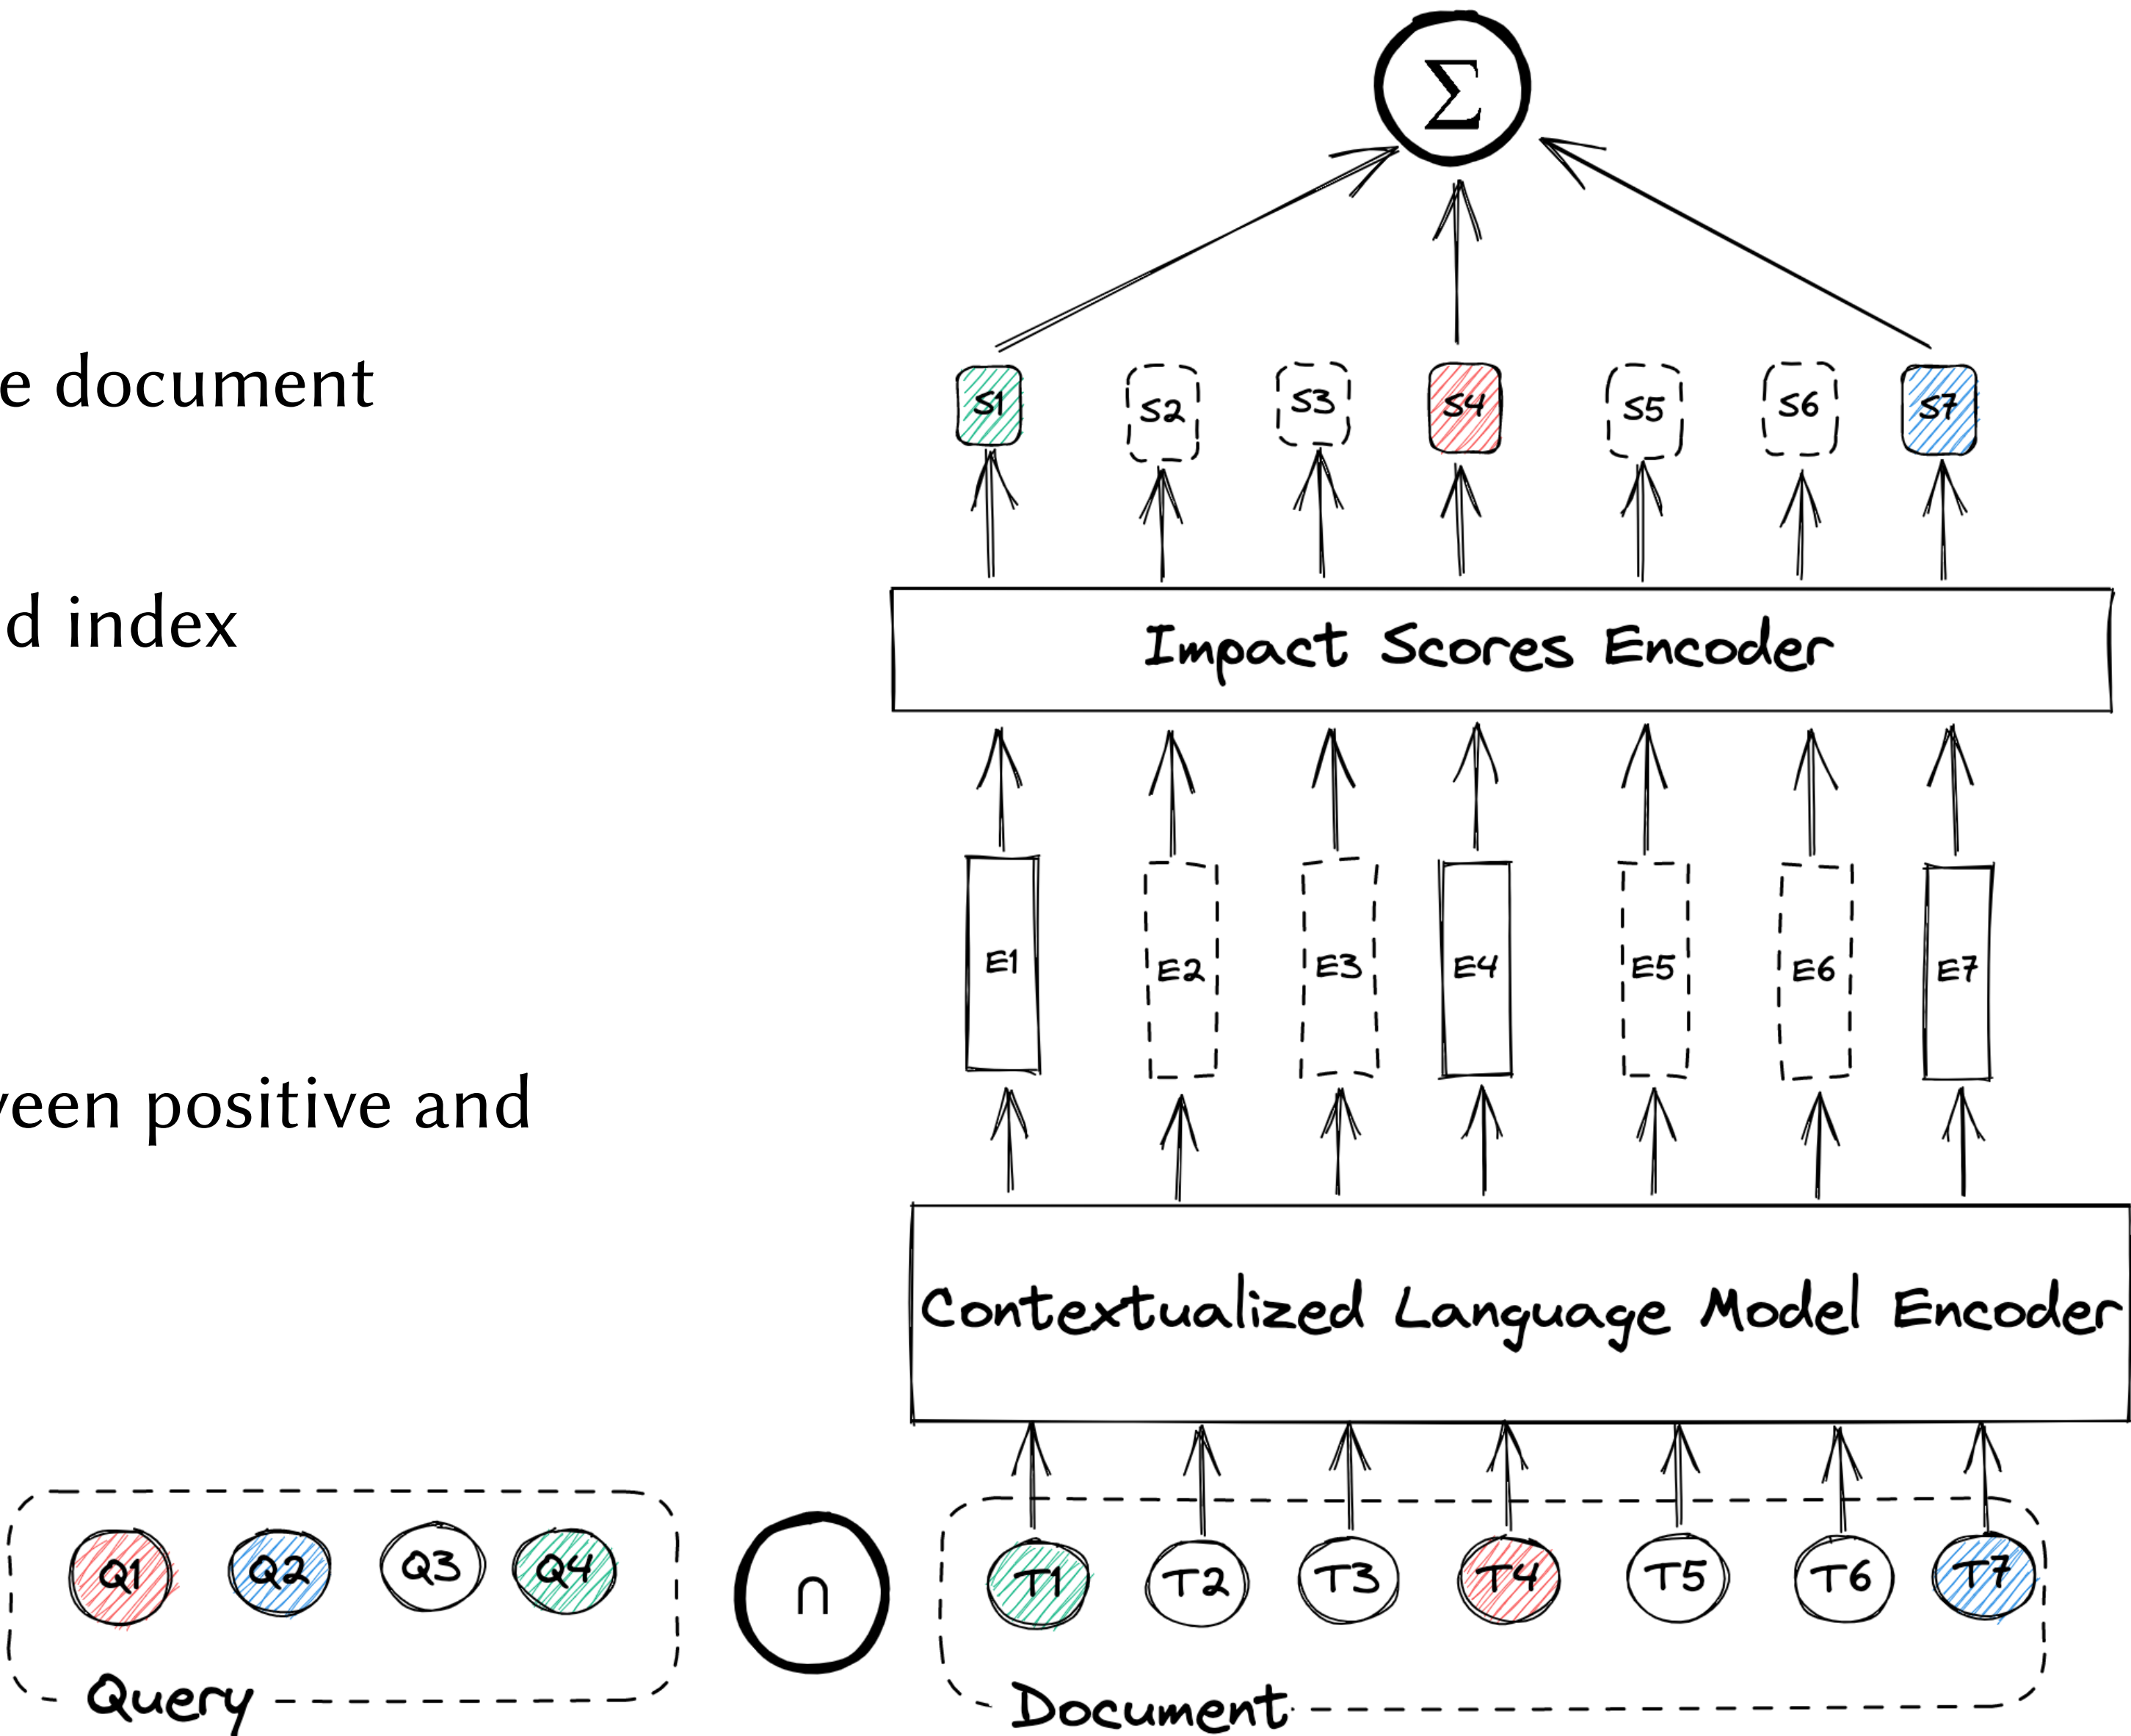 Σ
e document
S1 S2 S3 S4 S5 S6 S7
d index
Impact Scores Encoder
E1 E2 E3 E4 E5 E6 E7
veen positive and
Contextualized Language Model Encoder
Q1 Q2 Q3 Q4 ∩ T1 T2 T3 T4 T5 T6 T7
Query
Document